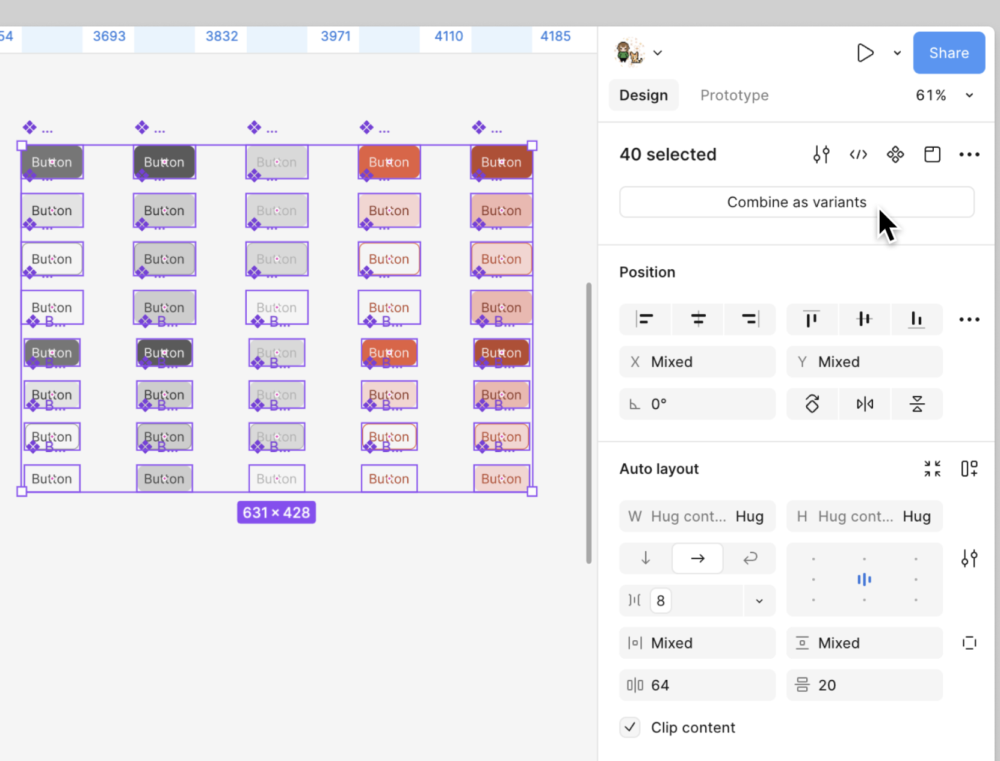 54 3693 3832 3971 4110 4185
Share
Design Prototype 61%
... ... ... ... ...
40 selected
Button Button Button Button Button
... ... ... ... ...
Combine as variants
Button Button Button Button Button
... ... ... ... ...
Button Button Button Button Button
... ... ... ... ...
Position
Button Button Button Button Button
B... B... B... B... B...
X Mixed Y Mixed
Button Button Button Button Button
B... B... B... B... B...
0°
Button Button Button Button Button
B... B... B... B... B...
Button Button Button Button Button
B... B... B... B... B...
Button Button Button Button Button
631 × 428
Auto layout
W Hug cont... Hug H Hug cont... Hug
8
Mixed Mixed
64 20
Clip content